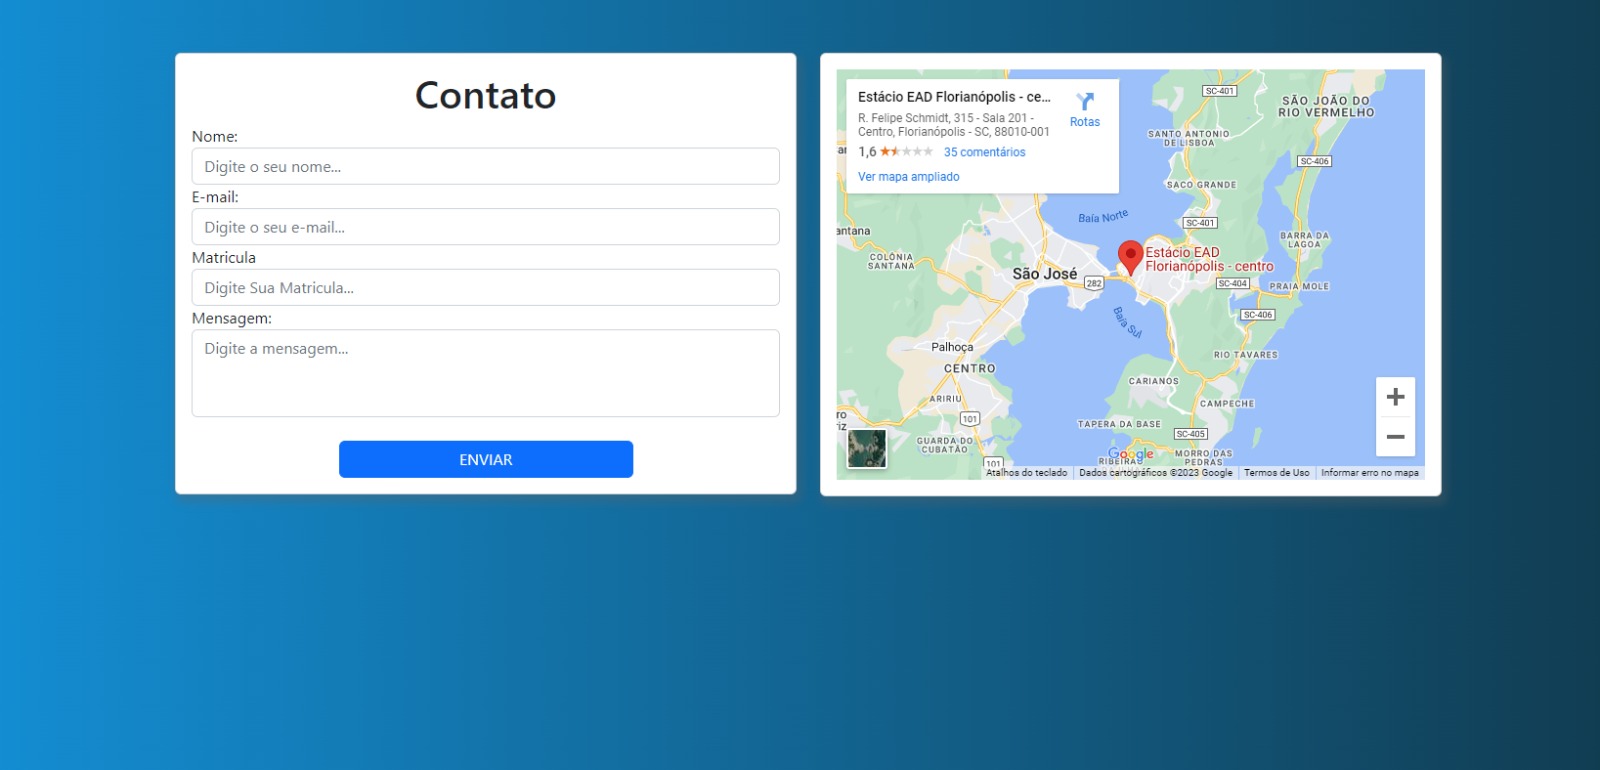 Contato
Nome:
Digite o seu nome...
E-mail:
Digite o seu e-mail...
Matricula
Digite Sua Matricula...
Mensagem:
Digite a mensagem...
ENVIAR
Estácio EAD Florianópolis - ce...
R. Felipe Schmidt, 315 - Sala 201 -
Centro, Florianópolis - SC, 88010-001
1,6
35 comentários
Ver mapa ampliado
Rotas
SC-401
SÃO JOÃO DO
RIO VERMELHO
SANTO ANTONIO
DE LISBOA
SC-406
SACO GRANDE
Baía Norte
SC-401
antana
BARRA DA
LAGOA
COLÔNIA
SANTANA
Estácio EAD
Florianópolis - centro
São José
282
SC-404
PRAIA MOLE
SC-406
Baía Sul
Palhoça
RIO TAVARES
CENTRO
CARIANOS
ARIRIU
CAMPECHE
101
TAPERA DA BASE
SC-405
GUARDA DO
CUBATÃO
MORRO DAS
PEDRAS
Google
101
Atalhos do teclado
Dados cartográficos ©2023 Google
Termos de Uso
Informar erro no mapa